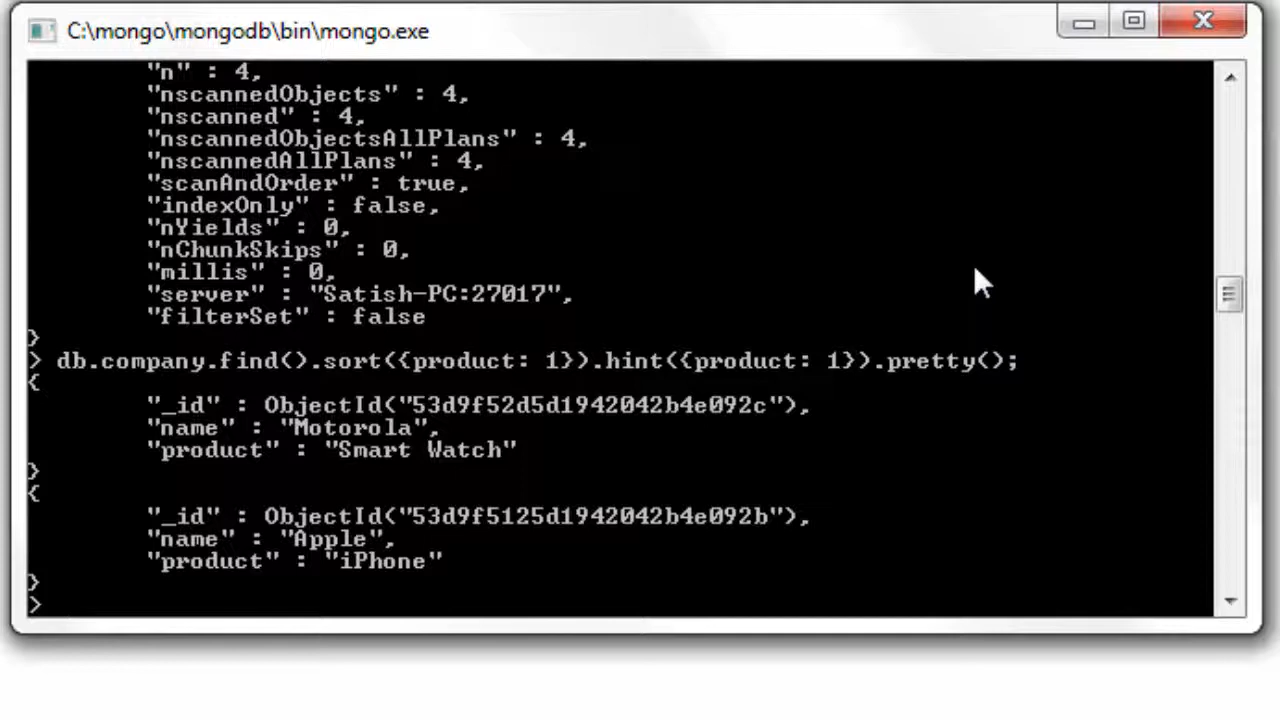 C:\mongo\mongodb\bin\mongo.exe
"n" : 4,
"nscannedObjects" : 4,
"nscanned" : 4,
"nscannedObjectsAllPlans" : 4,
"nscannedAllPlans" : 4,
"scanAndOrder" : true,
"indexOnly" : false,
"nYields" : 0,
"nChunkSkips" : 0,
"millis" : 0,
"server" : "Satish-PC:27017",
"filterSet" : false
}
> db.company.find().sort({product: 1}).hint({product: 1}).pretty();
{
"_id" : ObjectId("53d9f52d5d1942042b4e092c"),
"name" : "Motorola",
"product" : "Smart Watch"
}
{
"_id" : ObjectId("53d9f5125d1942042b4e092b"),
"name" : "Apple",
"product" : "iPhone"
}
>